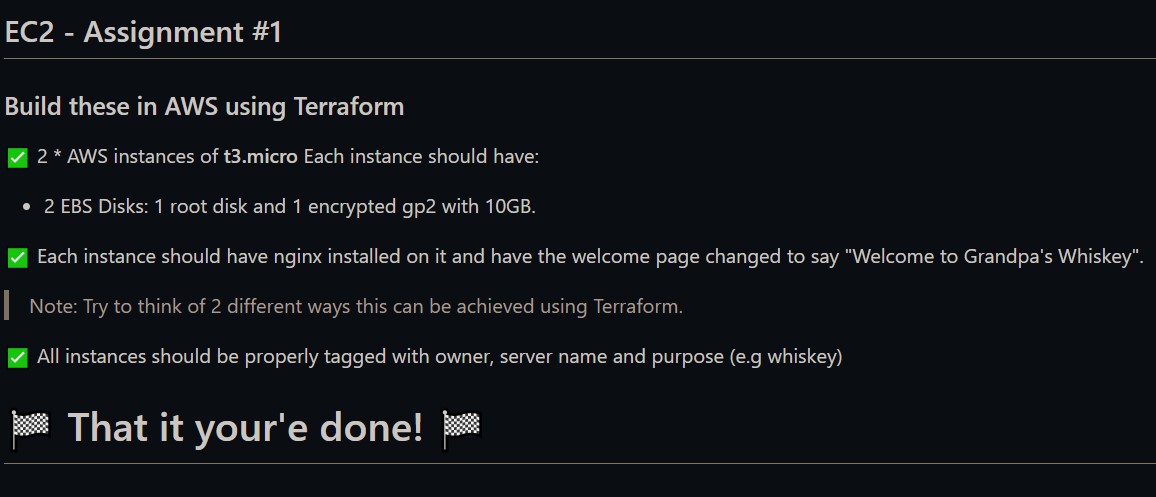 EC2 - Assignment #1
Build these in AWS using Terraform
✅ 2 * AWS instances of t3.micro Each instance should have:
• 2 EBS Disks: 1 root disk and 1 encrypted gp2 with 10GB.
✅ Each instance should have nginx installed on it and have the welcome page changed to say "Welcome to Grandpa's Whiskey".
Note: Try to think of 2 different ways this can be achieved using Terraform.
✅ All instances should be properly tagged with owner, server name and purpose (e.g whiskey)
🏁 That it your'e done! 🏁